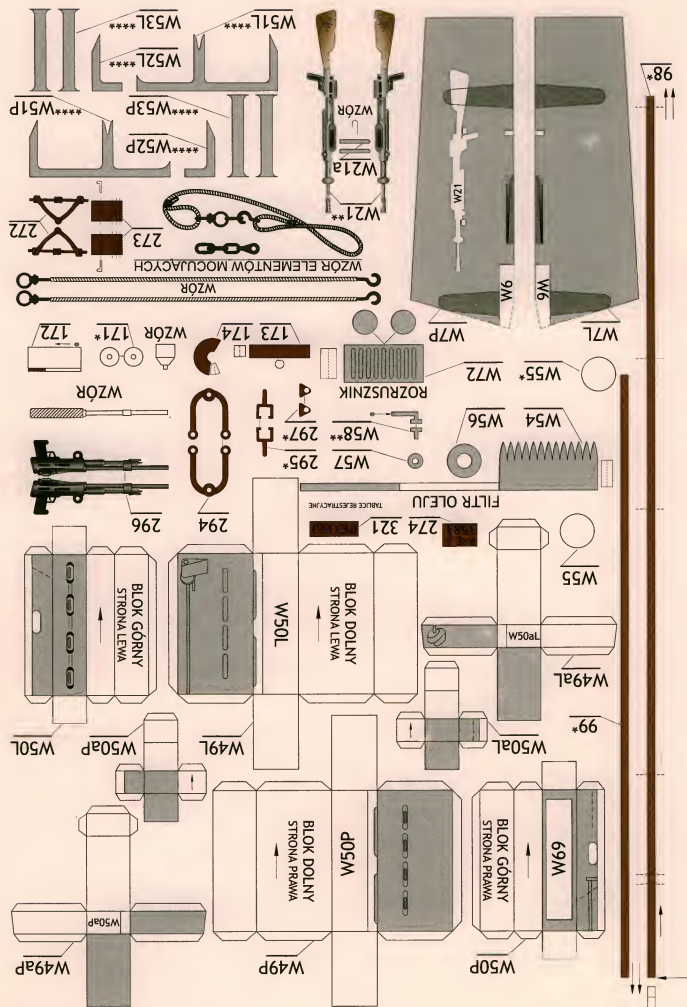 W53L****
W51L****
W52L****
98*
W51P****
W53P****
W52P****
WZÓR
W21a
W21**
W21
272
273
WZÓR ELEMENTÓW MOCUJĄCYCH
WZÓR
W6
W6
W7P
W7L
172
171*
WZÓR
174
173
ROZRUSZNIK
W72
W55*
WZÓR
297*
W58**
295*
W57
W56
W54
296
294
TABLICE REJESTRACYJNE
FILTR OLEJU
321
274
W55
BLOK GÓRNY
STRONA LEWA
W50L
BLOK DOLNY
STRONA LEWA
W50aL
W49aL
W50L
W50aP
W49L
W50aL
99*
W50P
BLOK DOLNY
STRONA PRAWA
BLOK GÓRNY
STRONA PRAWA
W69
W50aP
W49aP
W49P
W50P